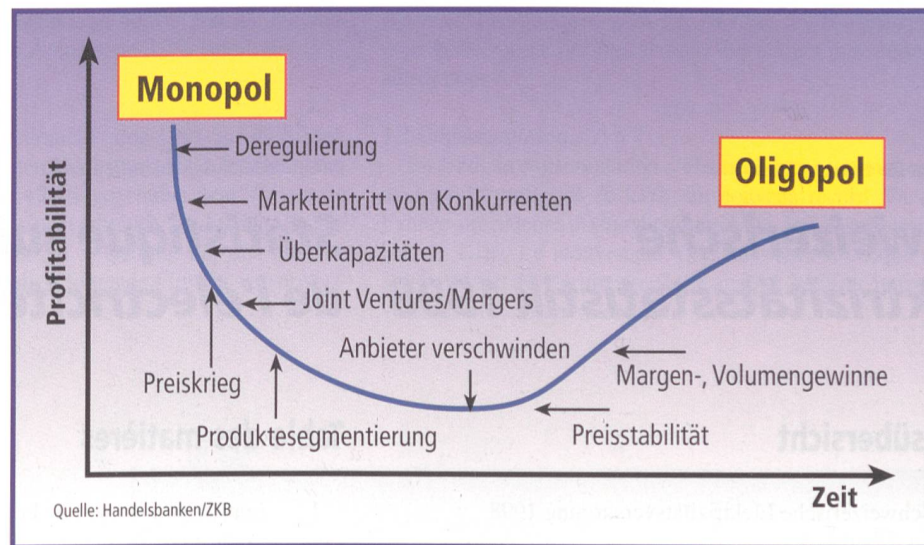 Monopol
Deregulierung
Markteintritt von Konkurrenten
Überkapazitäten
Joint Ventures/Mergers
Preiskrieg
Produktesegmentierung
Anbieter verschwinden
Preisstabilität
Margen-, Volumengewinne
Oligopol
Profitabilität
Zeit
Quelle: Handelsbanken/ZKB